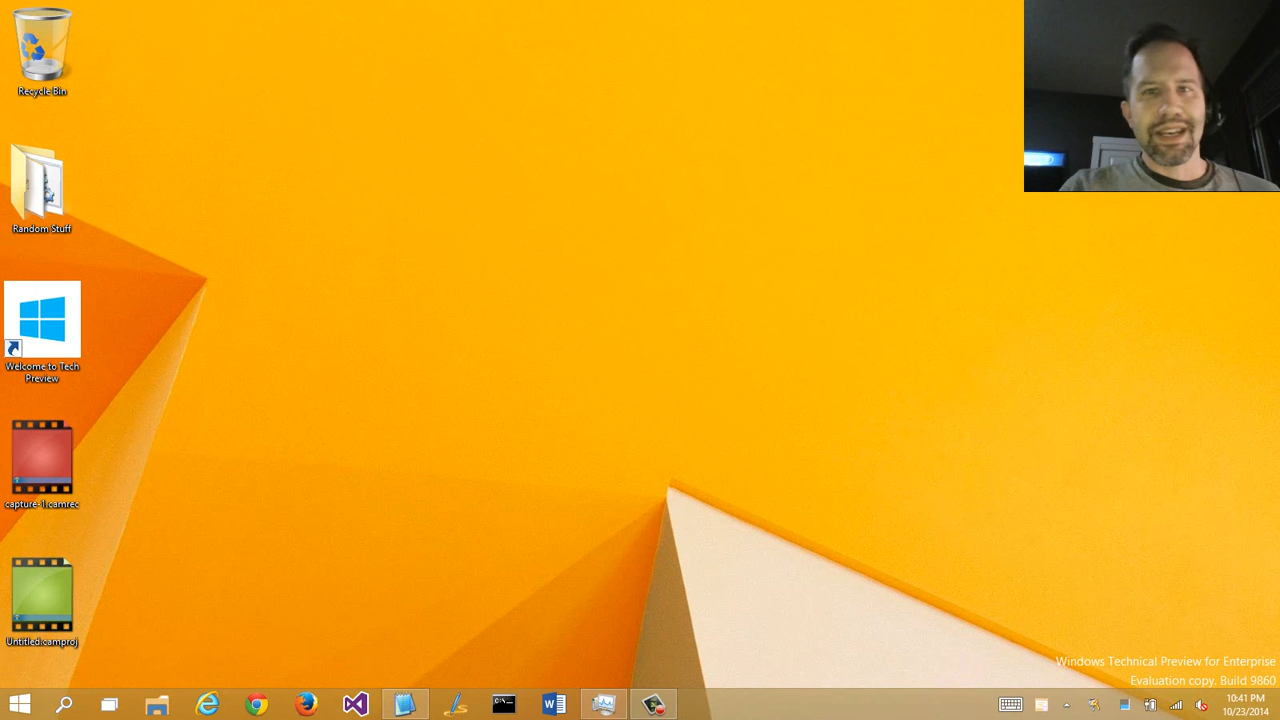 Recycle Bin
Random Stuff
Welcome to Tech
Preview
capture-1.camrec
Untitled.camproj
Windows Technical Preview for Enterprise
Evaluation copy. Build 9860
10:41 PM
10/23/2014